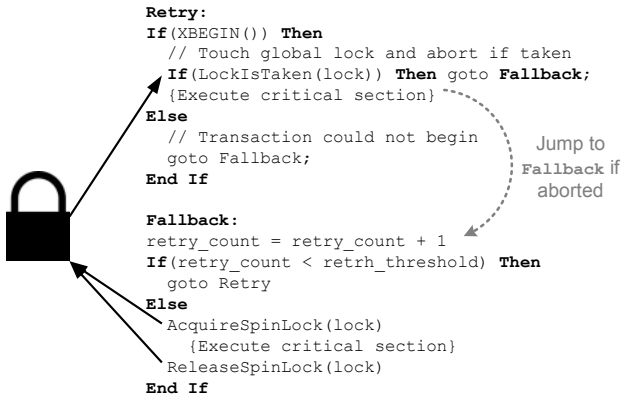 Retry:
If(XBEGIN()) Then
// Touch global lock and abort if taken
If(LockIsTaken(lock)) Then goto Fallback;
{Execute critical section}
Else
// Transaction could not begin
goto Fallback;
End If
Jump to
Fallback if
aborted
Fallback:
retry_count = retry_count + 1
If(retry_count < retrh_threshold) Then
goto Retry
Else
AcquireSpinLock(lock)
{Execute critical section}
ReleaseSpinLock(lock)
End If